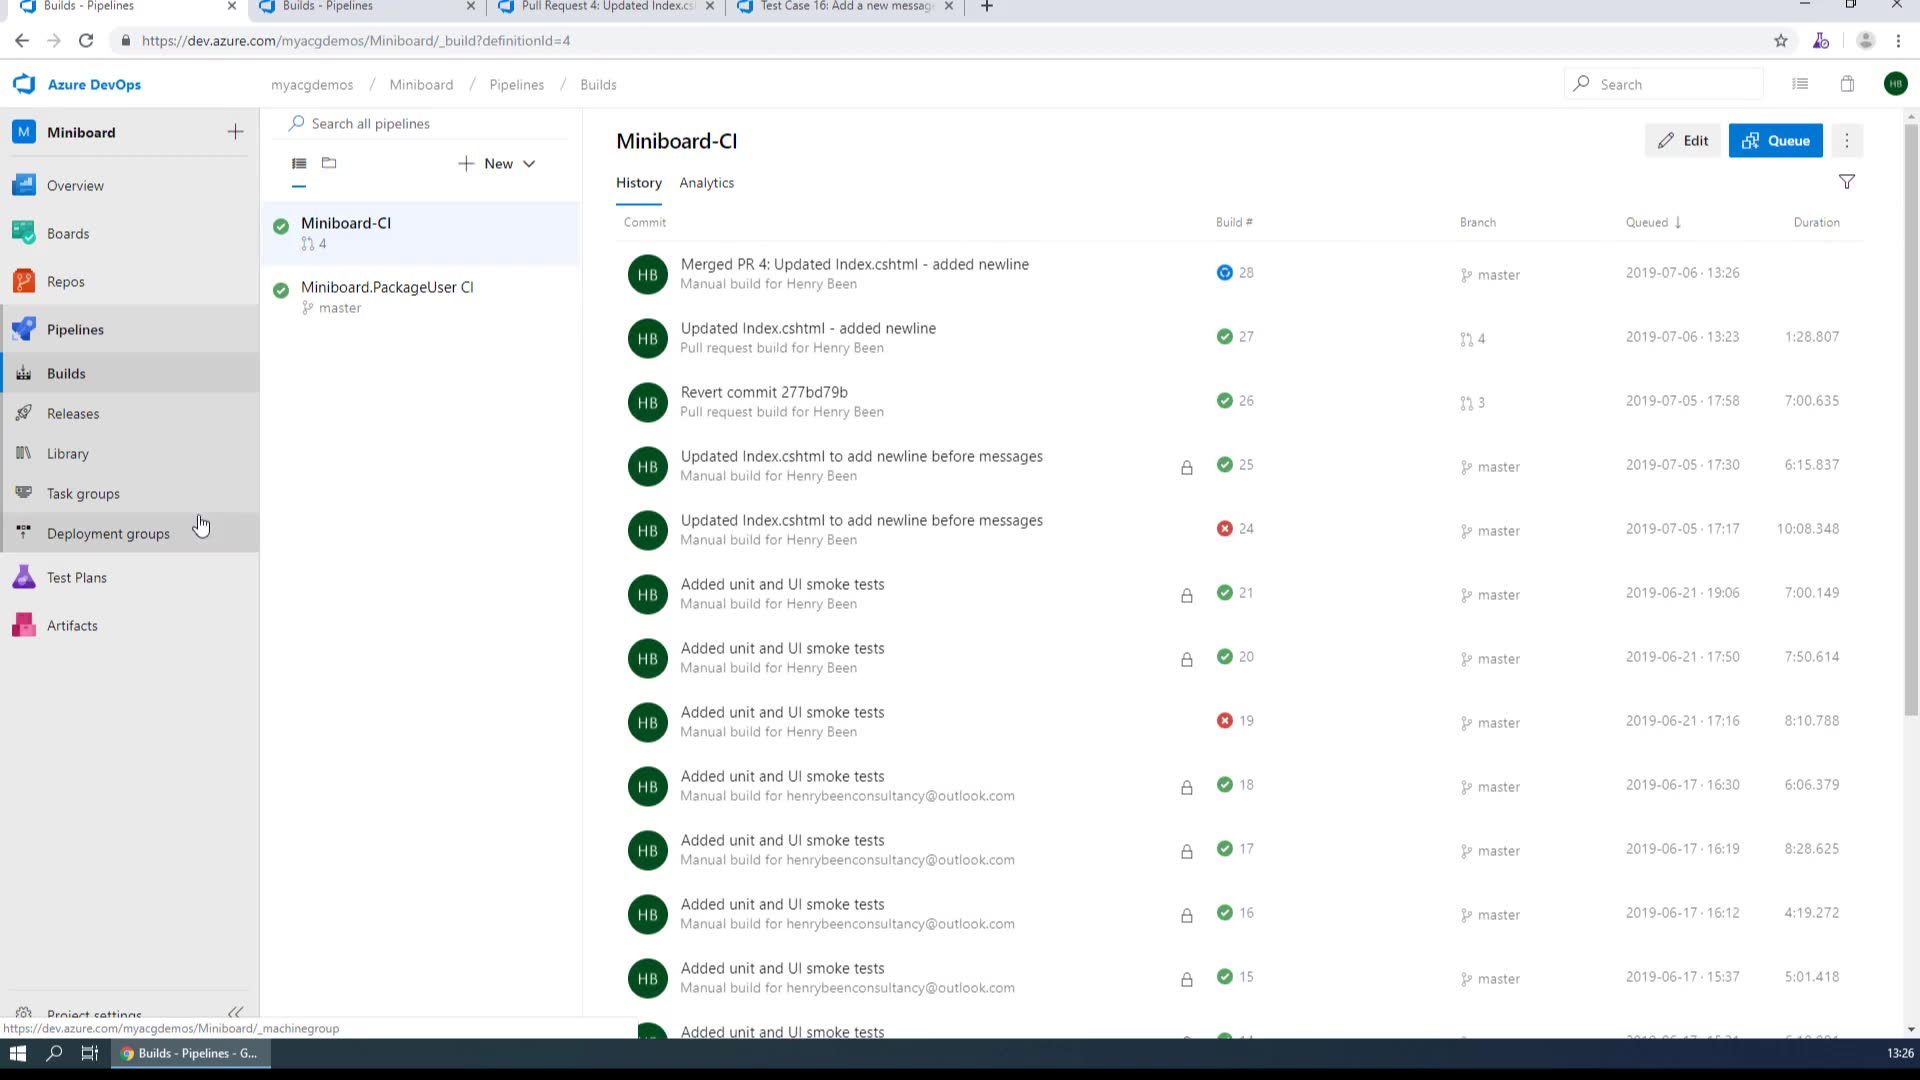 Builds - Pipelines
Builds - Pipelines
Pull Request 4: Updated Index.cs
Test Case 16: Add a new message
https://dev.azure.com/myacgdemos/Miniboard/_build?definitionId=4
Azure DevOps
myacgdemos / Miniboard / Pipelines / Builds
Search
HB
M Miniboard
Overview
Boards
Repos
Pipelines
Builds
Releases
Library
Task groups
Deployment groups
Test Plans
Artifacts
Project settings
https://dev.azure.com/myacgdemos/Miniboard/_machinegroup
Search all pipelines
New
Miniboard-CI
4
Miniboard.PackageUser CI
master
Miniboard-CI
Edit
Queue
History
Analytics
Commit Build # Branch Queued Duration
HB Merged PR 4: Updated Index.cshtml - added newline 28 master 2019-07-06 · 13:26
Manual build for Henry Been
HB Updated Index.cshtml - added newline 27 4 2019-07-06 · 13:23 1:28.807
Pull request build for Henry Been
HB Revert commit 277bd79b 26 3 2019-07-05 · 17:58 7:00.635
Pull request build for Henry Been
HB Updated Index.cshtml to add newline before messages 25 master 2019-07-05 · 17:30 6:15.837
Manual build for Henry Been
HB Updated Index.cshtml to add newline before messages 24 master 2019-07-05 · 17:17 10:08.348
Manual build for Henry Been
HB Added unit and UI smoke tests 21 master 2019-06-21 · 19:06 7:00.149
Manual build for Henry Been
HB Added unit and UI smoke tests 20 master 2019-06-21 · 17:50 7:50.614
Manual build for Henry Been
HB Added unit and UI smoke tests 19 master 2019-06-21 · 17:16 8:10.788
Manual build for Henry Been
HB Added unit and UI smoke tests 18 master 2019-06-17 · 16:30 6:06.379
Manual build for henrybeenconsultancy@outlook.com
HB Added unit and UI smoke tests 17 master 2019-06-17 · 16:19 8:28.625
Manual build for henrybeenconsultancy@outlook.com
HB Added unit and UI smoke tests 16 master 2019-06-17 · 16:12 4:19.272
Manual build for henrybeenconsultancy@outlook.com
HB Added unit and UI smoke tests 15 master 2019-06-17 · 15:37 5:01.418
Manual build for henrybeenconsultancy@outlook.com
Added unit and UI smoke tests
Builds - Pipelines - G...
13:26